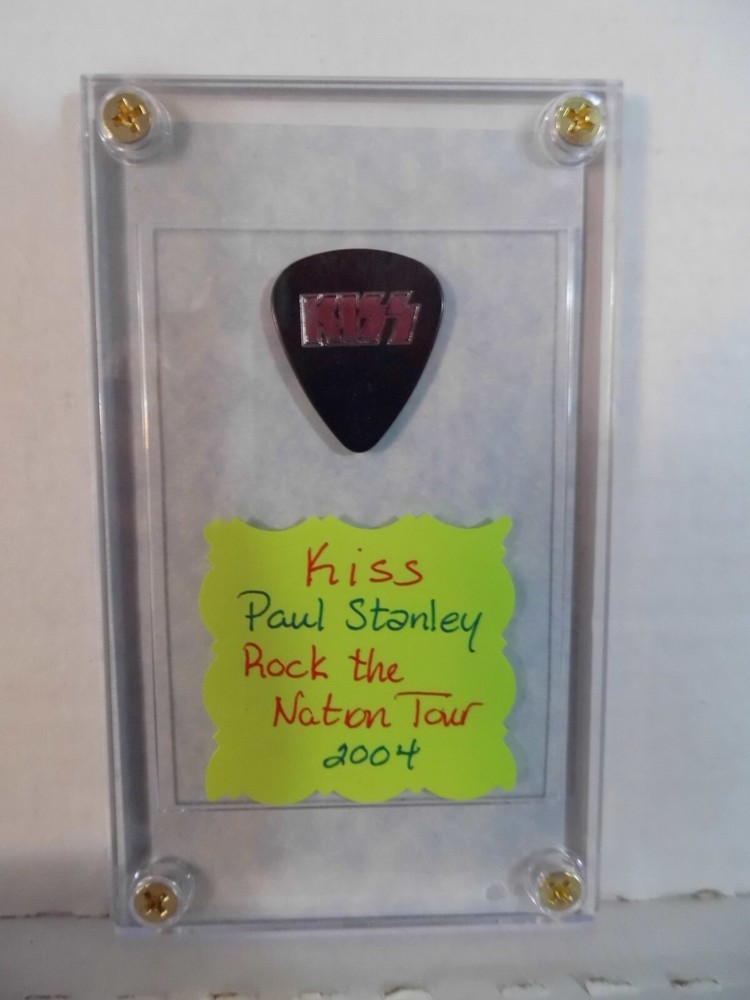 KISS
Kiss
Paul Stanley
Rock the
Nation Tour
2004